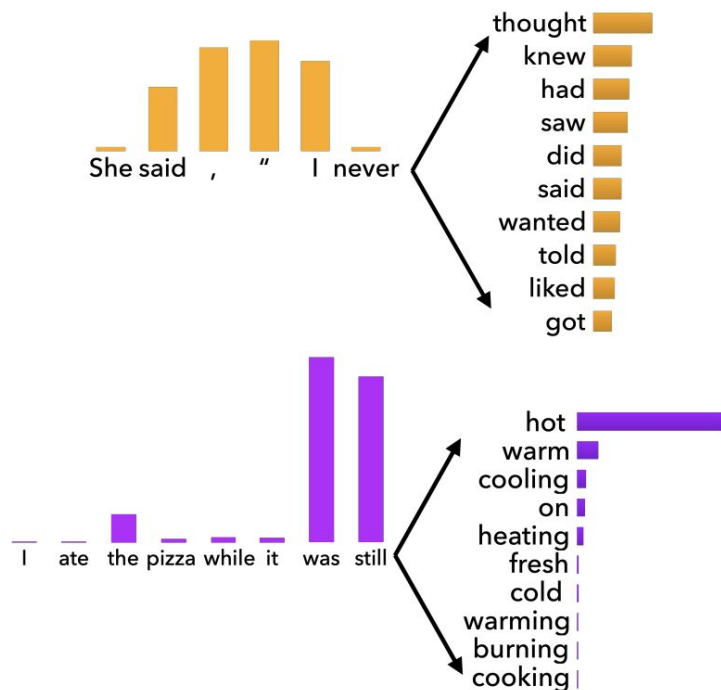 She said , “ I never
thought
knew
had
saw
did
said
wanted
told
liked
got
I ate the pizza while it was still
hot
warm
cooling
on
heating
fresh
cold
warming
burning
cooking